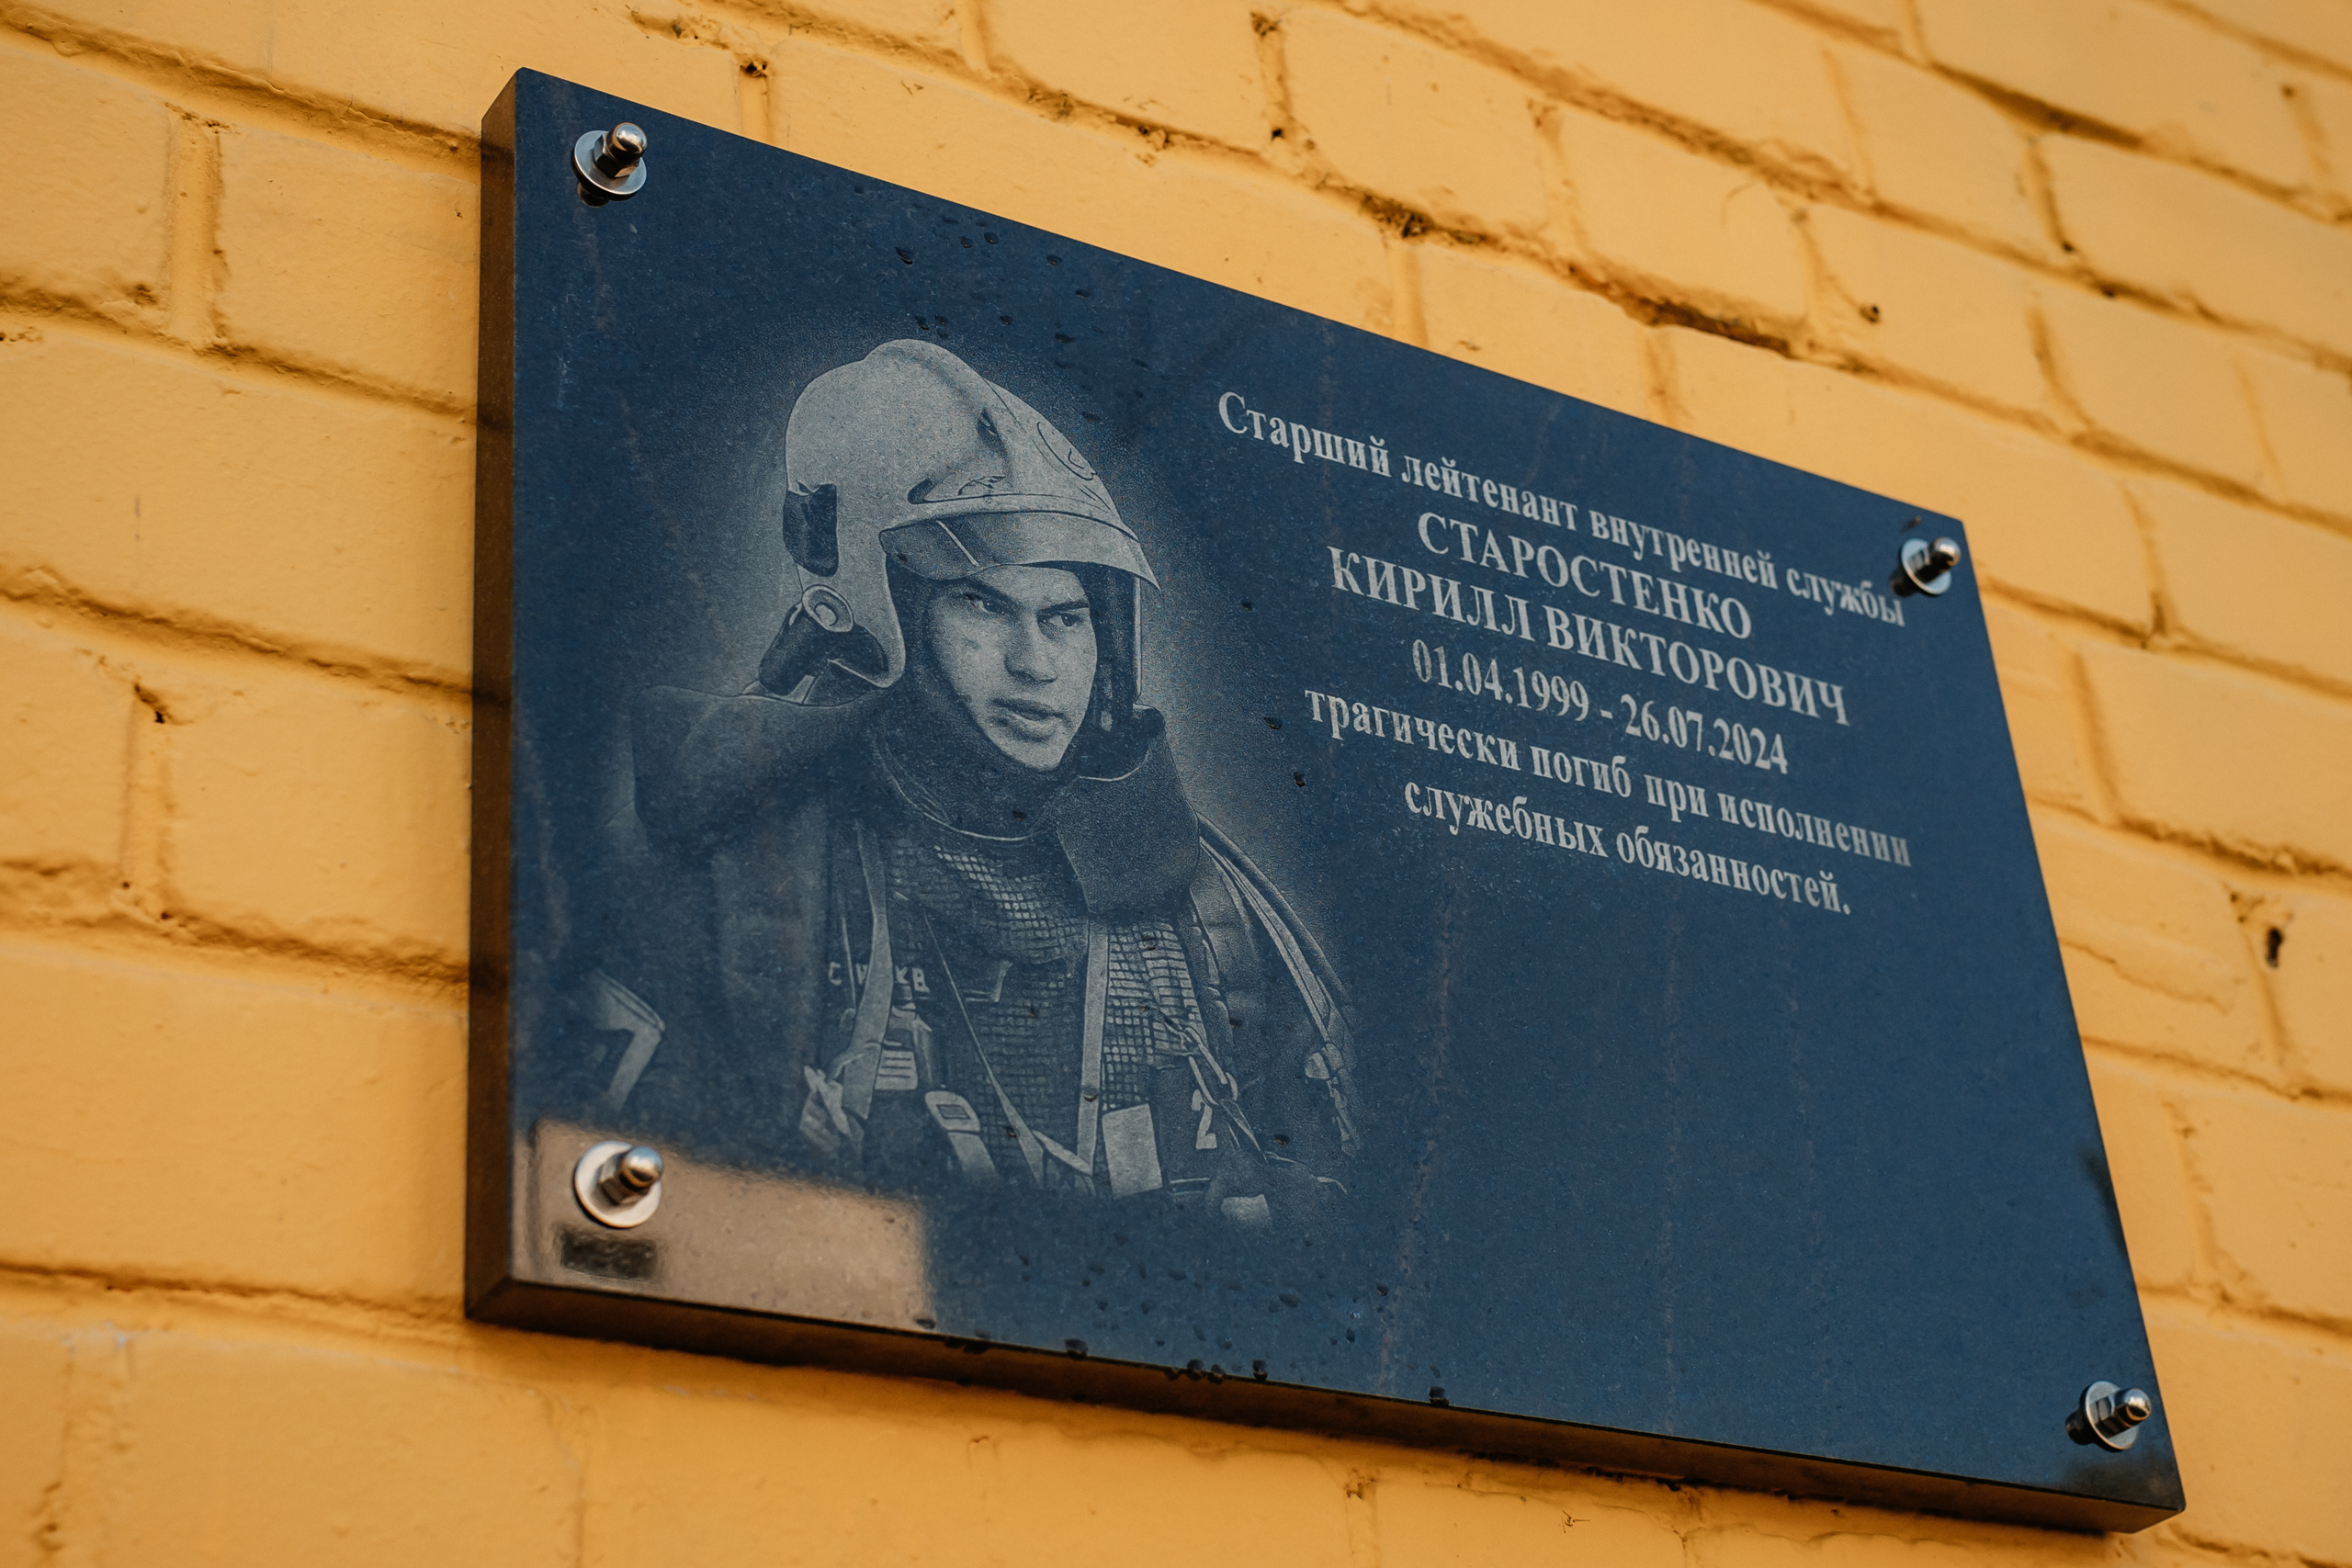 Старший лейтенант внутренней службы
СТАРОСТЕНКО
КИРИЛЛ ВИКТОРОВИЧ
01.04.1999 - 26.07.2024
трагически погиб при исполнении
служебных обязанностей.
2